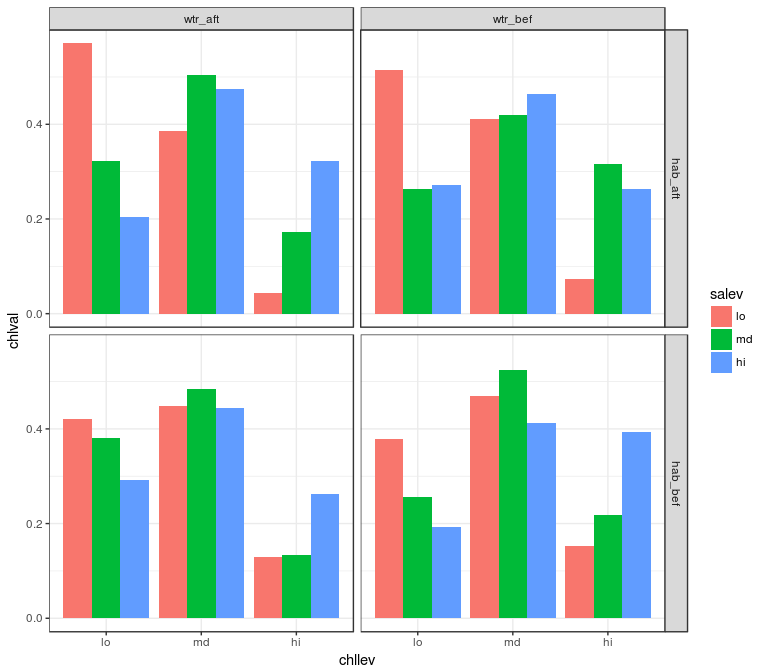 wtr_aft
wtr_bef
0.4
0.2
0.0
hab_aft
0.4
0.2
0.0
hab_bef
lo
md
hi
lo
md
hi
chllev
chlval
salev
lo
md
hi